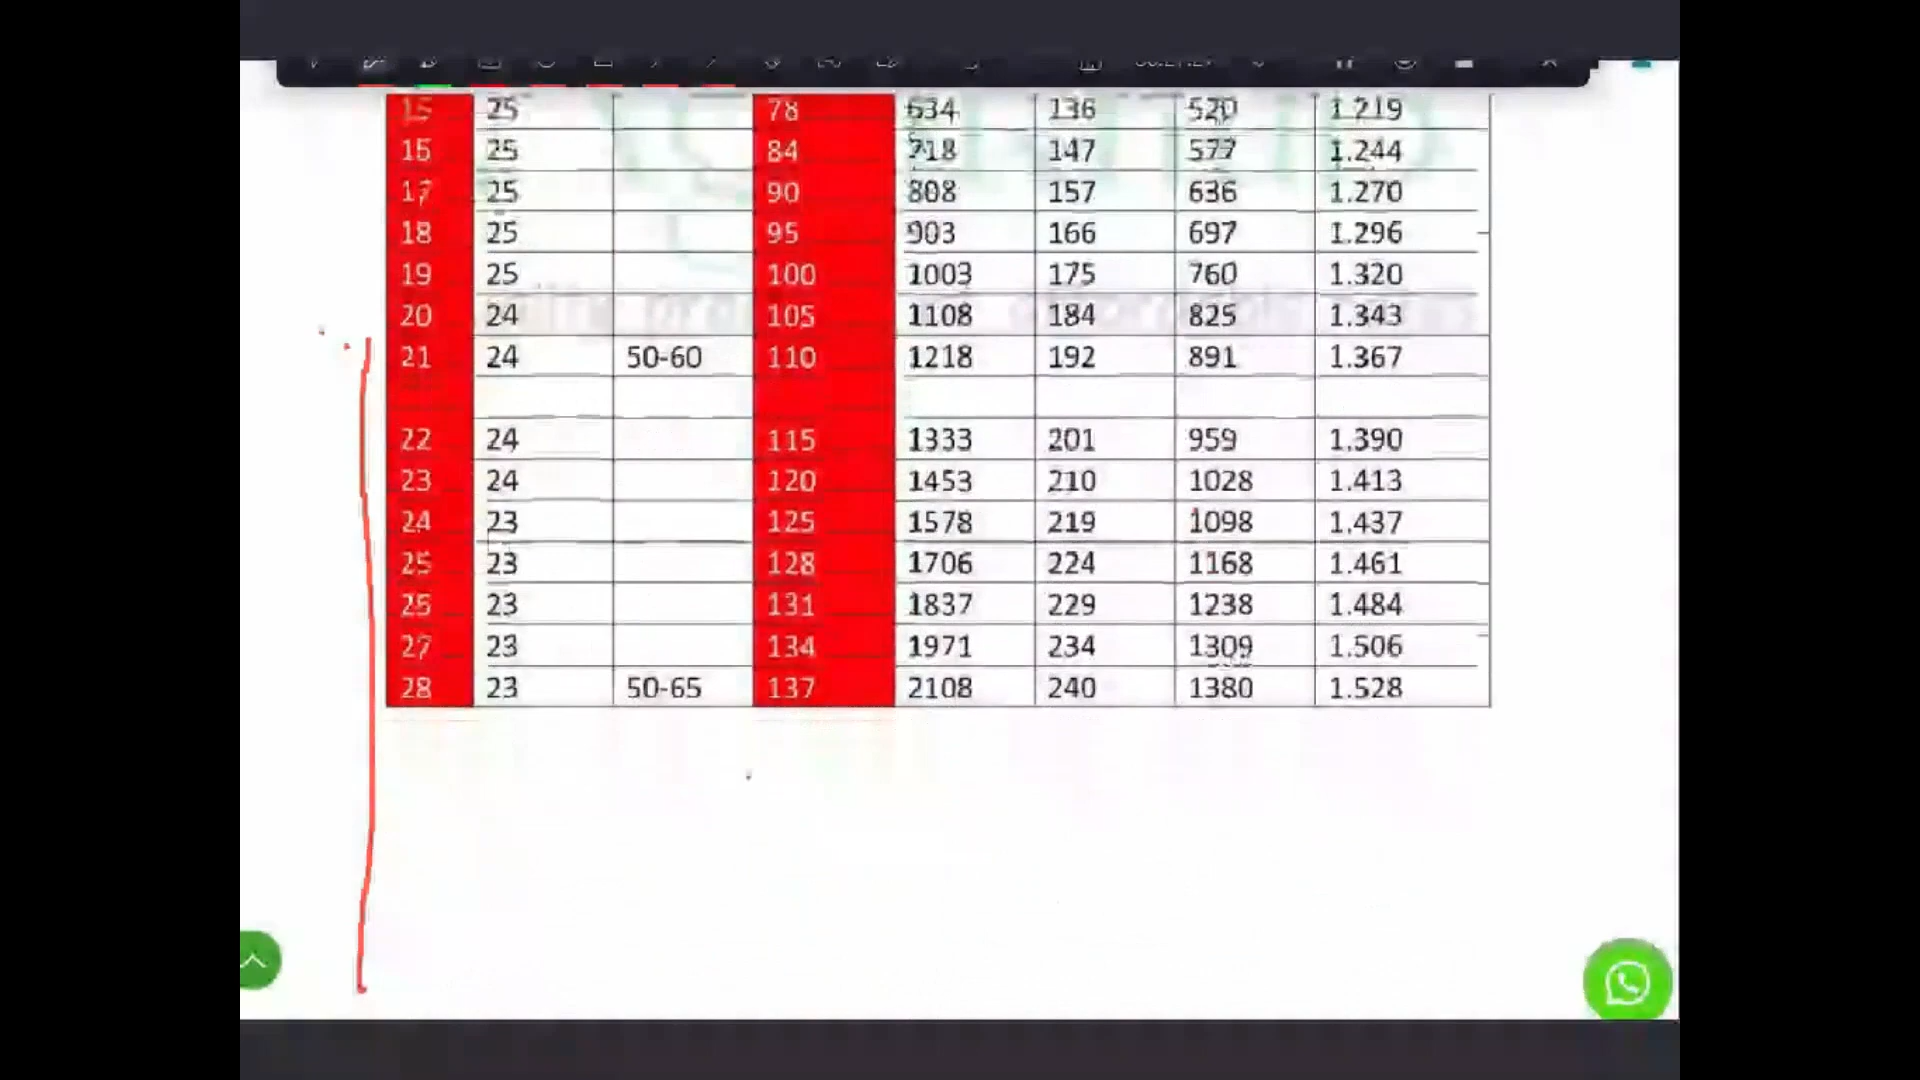 15 25 78 634 136 520 1.219
15 25 84 718 147 577 1.244
17 25 90 808 157 636 1.270
18 25 95 903 166 697 1.296
19 25 100 1003 175 760 1.320
20 24 105 1108 184 825 1.343
21 24 50-60 110 1218 192 891 1.367
22 24 115 1333 201 959 1.390
23 24 120 1453 210 1028 1.413
24 23 125 1578 219 1098 1.437
25 23 128 1706 224 1168 1.461
25 23 131 1837 229 1238 1.484
27 23 134 1971 234 1309 1.506
28 23 50-65 137 2108 240 1380 1.528